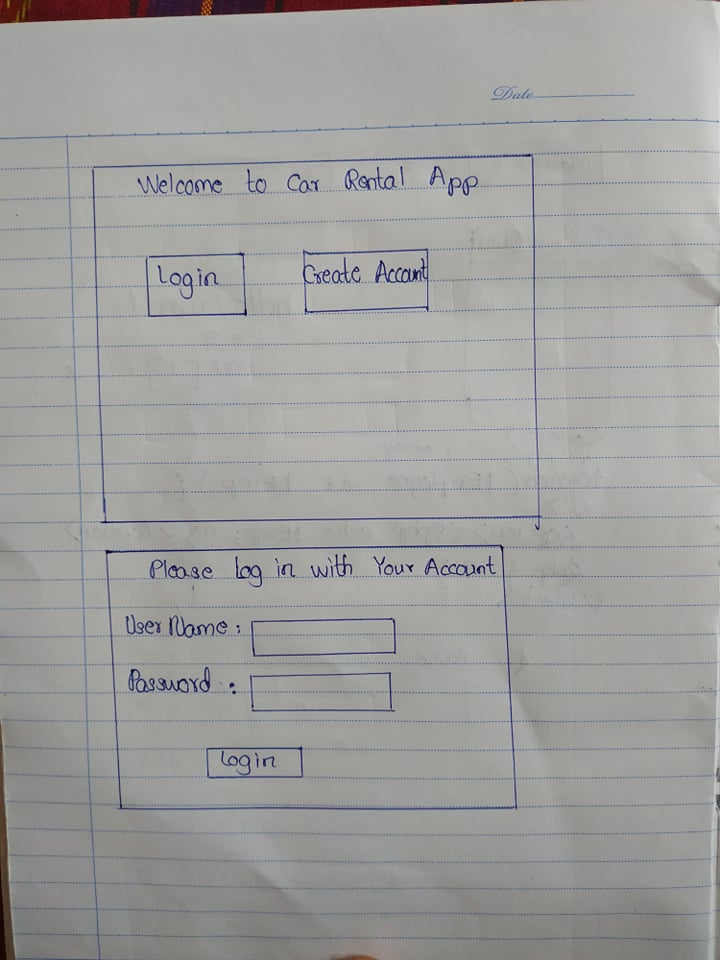 Date
Welcome to Car Rental App
Login
Create Account
Please Log in with Your Account
User Name :
Password :
Login